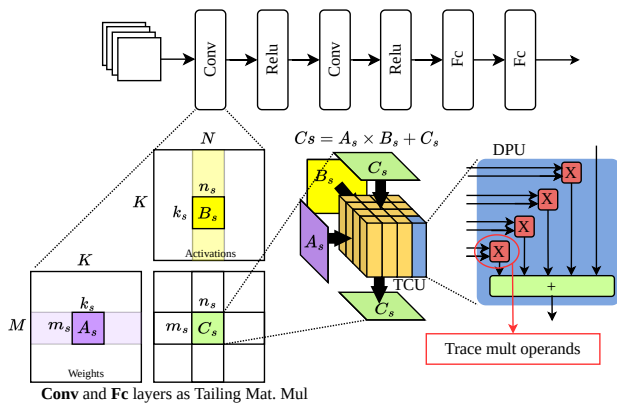 Conv
Relu
Conv
Relu
Fc
Fc
N
Cs = Aₛ × Bₛ + Cₛ
K
nₛ
kₛ
Bₛ
Activations
Bₛ
Cₛ
Aₛ
TCU
Cₛ
DPU
X
X
X
X
+
Trace mult operands
K
kₛ
M
mₛ
Aₛ
Weights
nₛ
mₛ
Cₛ
Conv and Fc layers as Tailing Mat. Mul